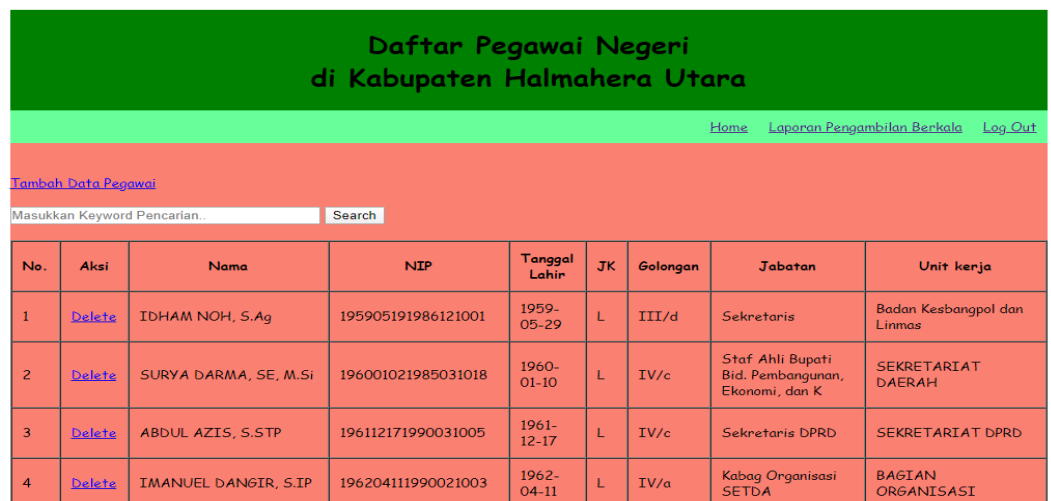 Daftar Pegawai Negeri
di Kabupaten Halmahera Utara
Home Laporan Pengambilan Berkala Log Out
Tambah Data Pegawai
Masukkan Keyword Pencarian.. Search
No. Aksi Nama NIP Tanggal Lahir JK Golongan Jabatan Unit kerja
1 Delete IDHAM NOH, S.Ag 195905191986121001 1959-05-29 L III/d Sekretaris Badan Kesbangpol dan Linmas
2 Delete SURYA DARMA, SE, M.Si 196001021985031018 1960-01-10 L IV/c Staf Ahli Bupati Bid. Pembangunan, Ekonomi, dan K SEKRETARIAT DAERAH
3 Delete ABDUL AZIS, S.STP 196112171990031005 1961-12-17 L IV/c Sekretaris DPRD SEKRETARIAT DPRD
4 Delete IMANUEL DANGIR, S.IP 196204111990021003 1962-04-11 L IV/a Kabag Organisasi SETDA BAGIAN ORGANISASI